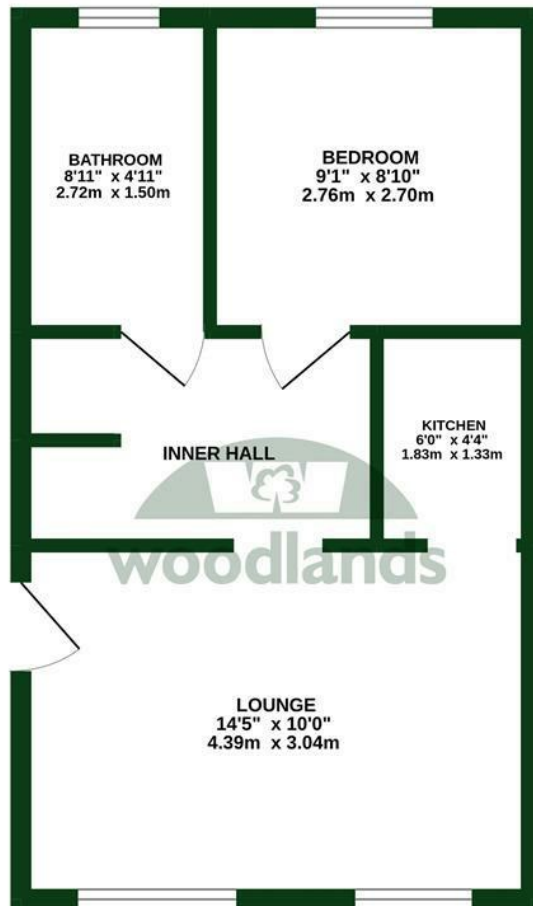 BATHROOM
8'11" x 4'11"
2.72m x 1.50m
BEDROOM
9'1" x 8'10"
2.76m x 2.70m
KITCHEN
6'0" x 4'4"
1.83m x 1.33m
INNER HALL
woodlands
LOUNGE
14'5" x 10'0"
4.39m x 3.04m